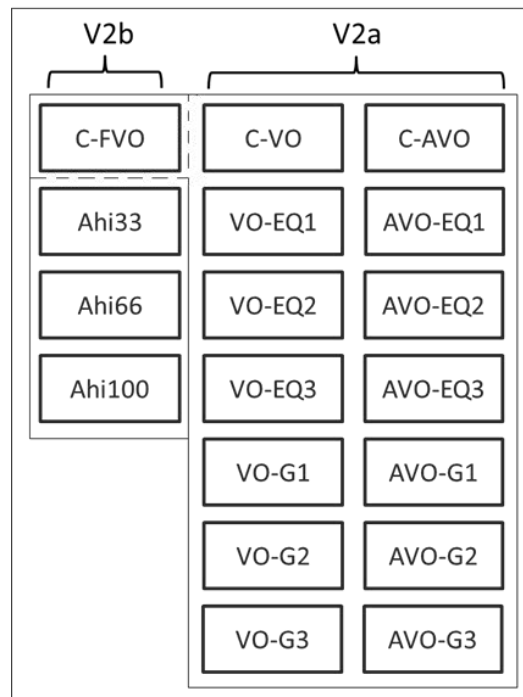 V2b V2a
C-FVO C-VO C-AVO
Ahi33 VO-EQ1 AVO-EQ1
Ahi66 VO-EQ2 AVO-EQ2
Ahi100 VO-EQ3 AVO-EQ3
VO-G1 AVO-G1
VO-G2 AVO-G2
VO-G3 AVO-G3